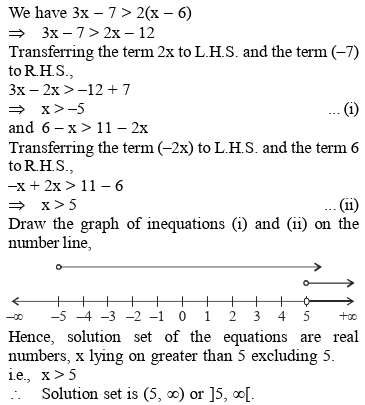 We have 3x – 7 > 2(x – 6)
⇒ 3x – 7 > 2x – 12
Transferring the term 2x to L.H.S. and the term (–7)
to R.H.S.,
3x – 2x > –12 + 7
⇒ x > –5 ... (i)
and 6 – x > 11 – 2x
Transferring the term (–2x) to L.H.S. and the term 6
to R.H.S.,
–x + 2x > 11 – 6
⇒ x > 5 ... (ii)
Draw the graph of inequations (i) and (ii) on the
number line,
–∞ –5 –4 –3 –2 –1 0 1 2 3 4 5 +∞
Hence, solution set of the equations are real
numbers, x lying on greater than 5 excluding 5.
i.e., x > 5
∴ Solution set is (5, ∞) or ]5, ∞[.